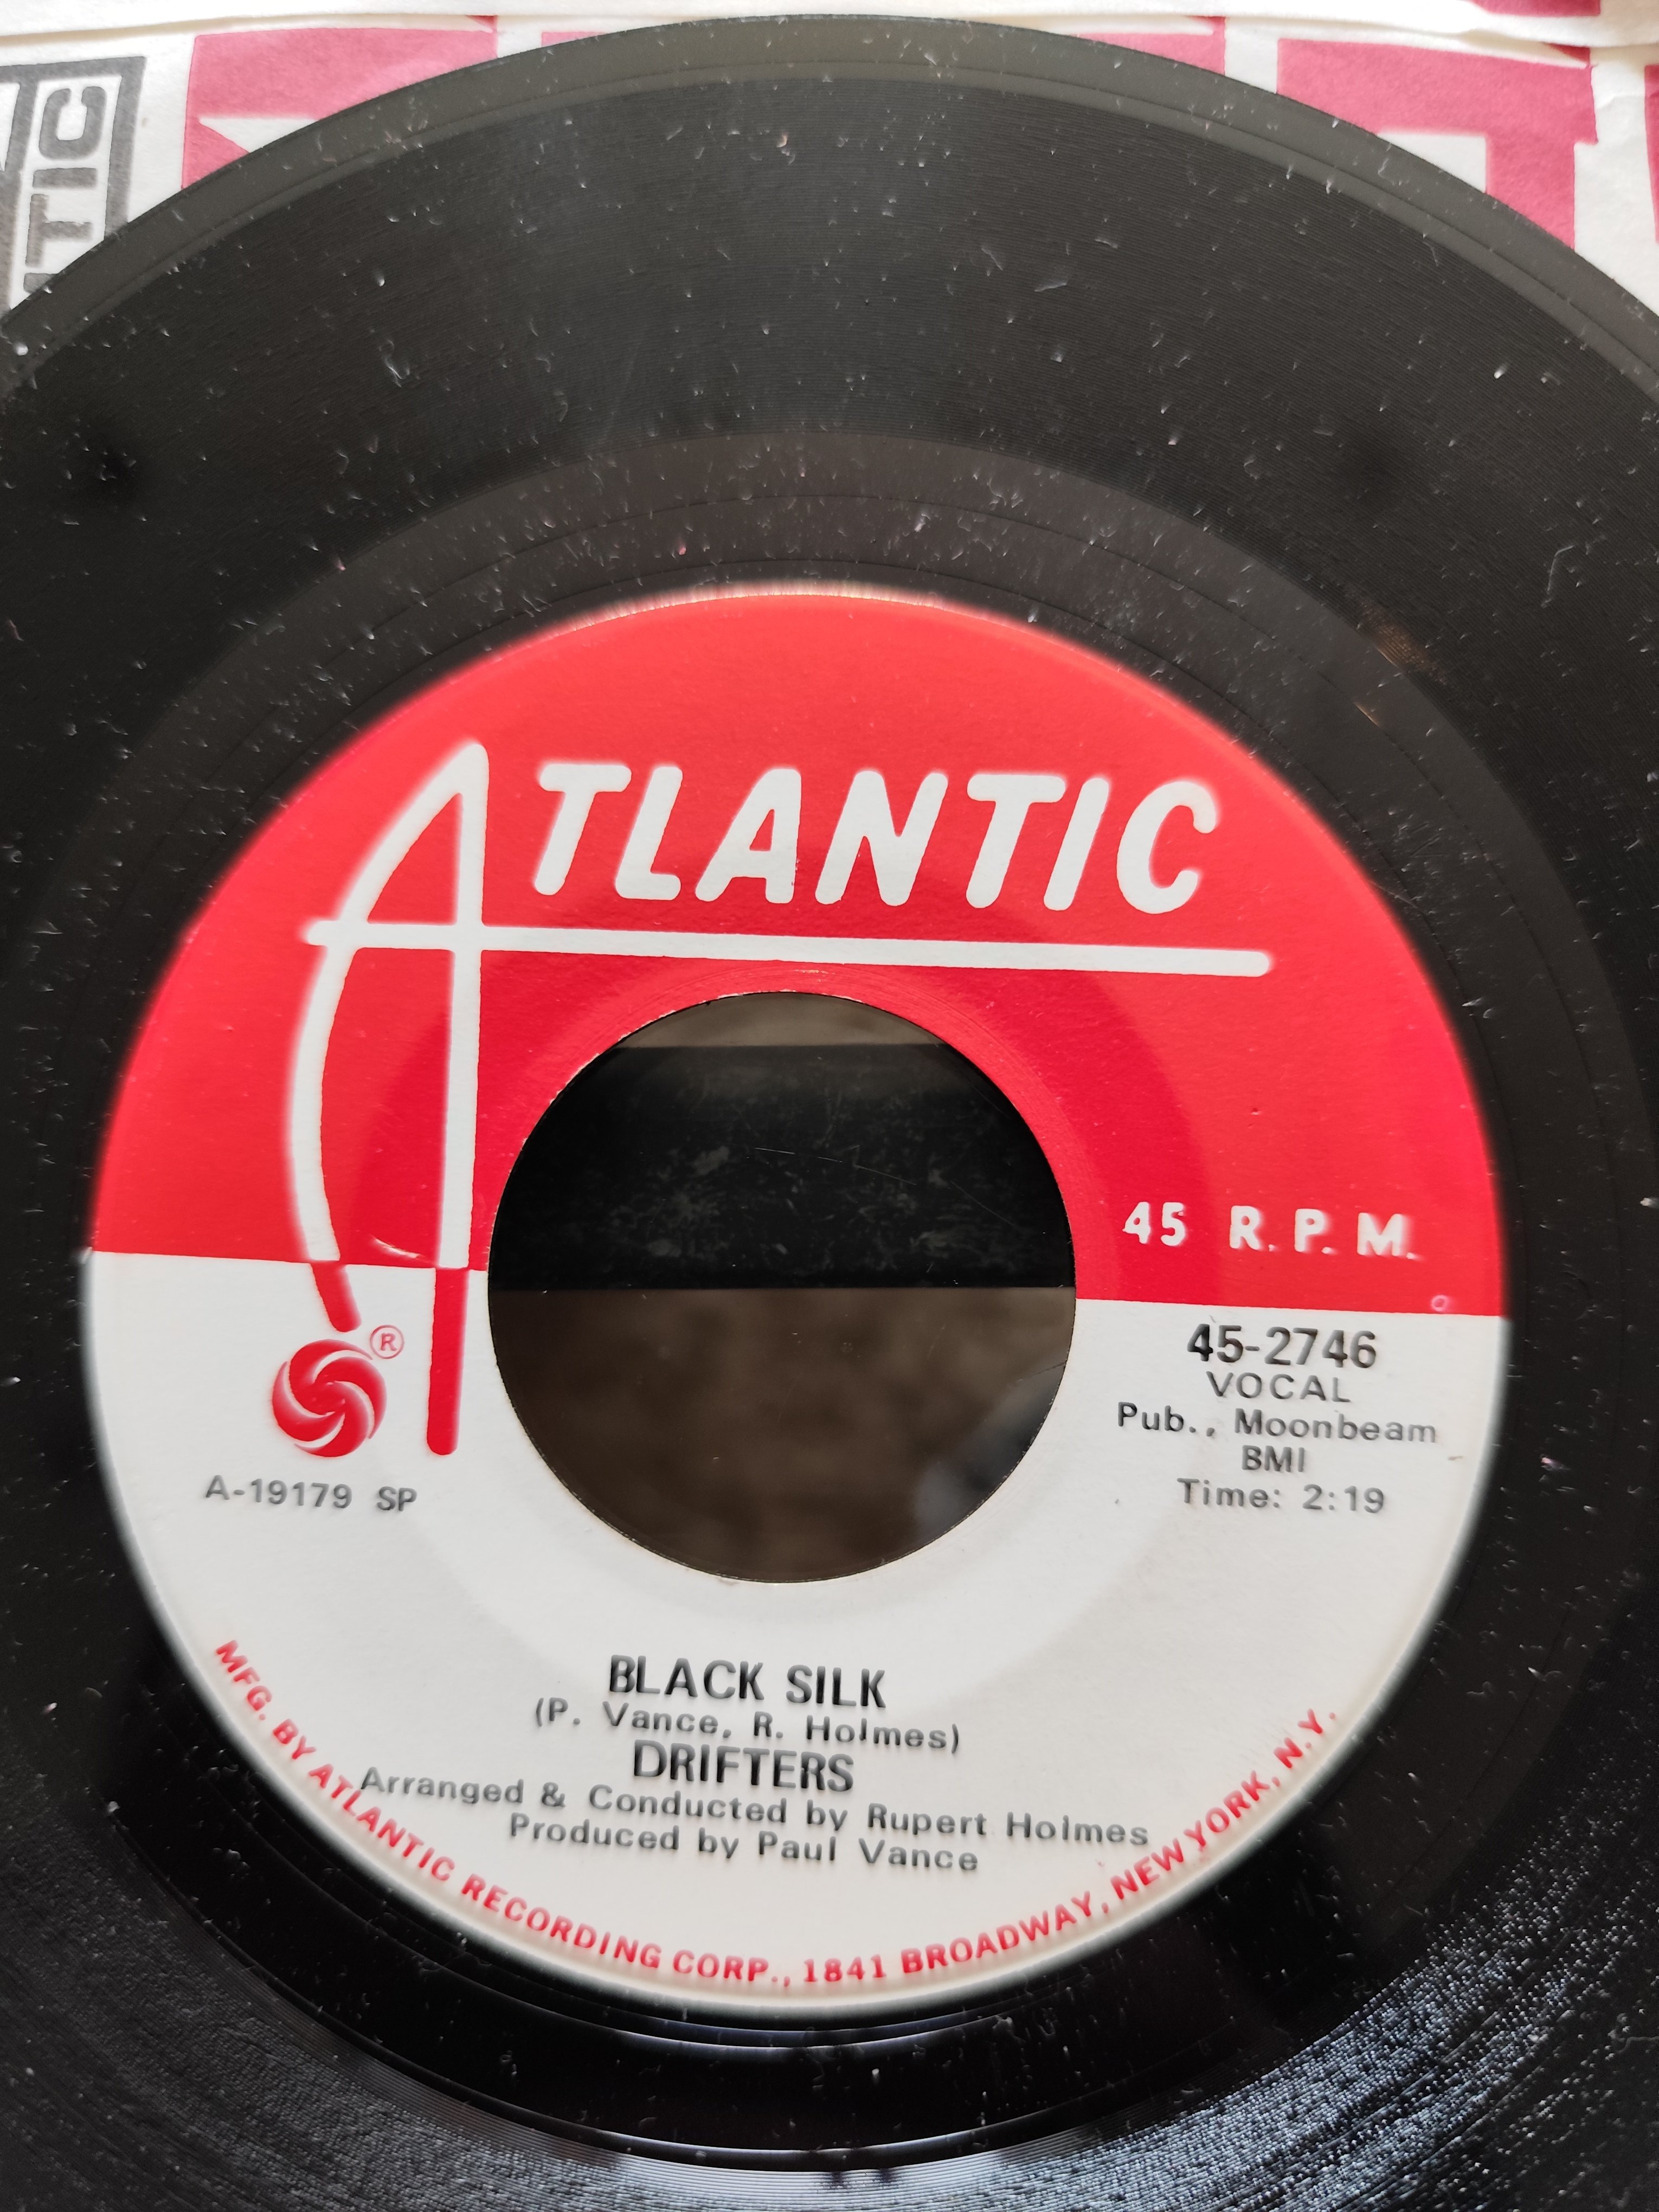 ATLANTIC
45 R.P.M.
®
45-2746
VOCAL
Pub., Moonbeam
BMI
Time: 2:19
A-19179 SP
BLACK SILK
(P. Vance, R. Holmes)
DRIFTERS
Arranged & Conducted by Rupert Holmes
Produced by Paul Vance
MFG. BY ATLANTIC RECORDING CORP., 1841 BROADWAY, NEW YORK, N.Y.